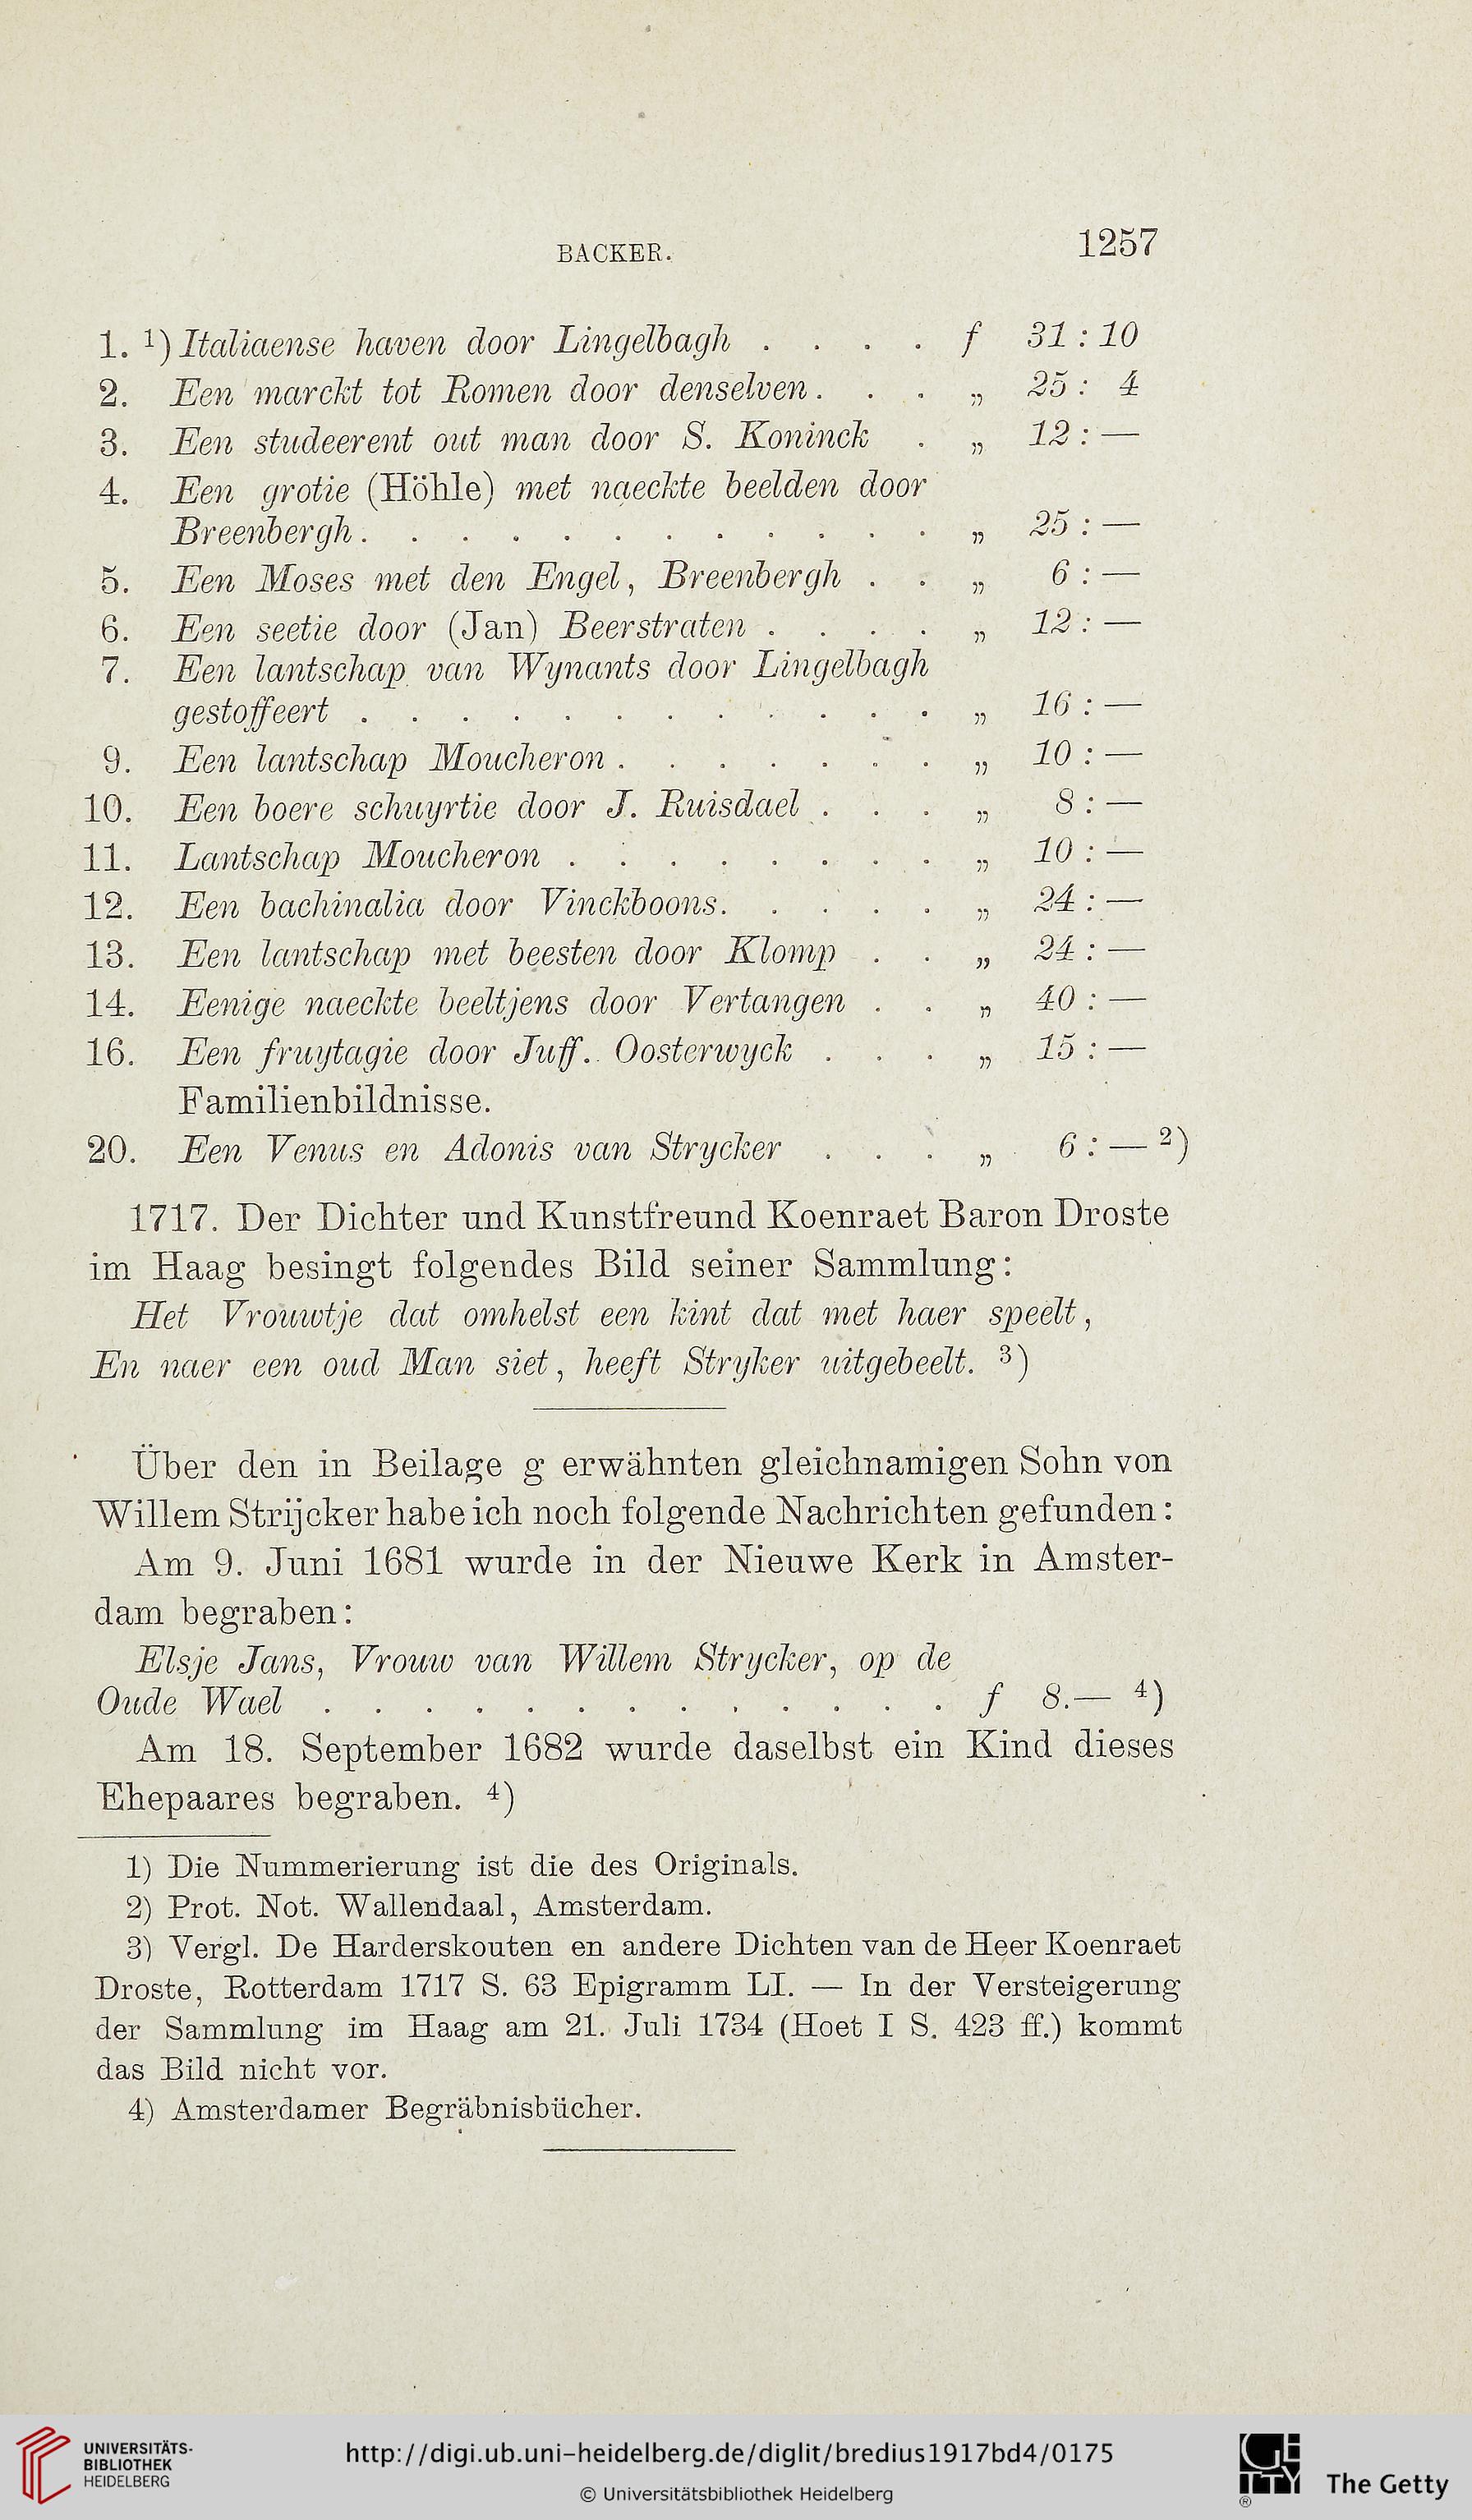 BACKER. 1257
1. ¹) Italiaense haven door Lingelbagh . . . . f 31 : 10
2. Een marckt tot Romen door denselven . . . „ 25 : 4
3. Een studeerent out man door S. Koninck . „ 12 : —
4. Een grotie (Höhle) met naeckte beelden door
Breenbergh . . . . . . . . . . . . „ 25 : —
5. Een Moses met den Engel, Breenbergh . . „ 6 : —
6. Een seetie door (Jan) Beerstraten . . . . „ 12 : —
7. Een lantschap van Wynants door Lingelbagh
gestoffeert . . . . . . . . . . . . „ 16 : —
9. Een lantschap Moucheron . . . . . . . „ 10 : —
10. Een boere schuyrtie door J. Ruisdael . . . „ 8 : —
11. Lantschap Moucheron . . . . . . . . „ 10 : —
12. Een bachinalia door Vinckboons. . . . . „ 24 : —
13. Een lantschap met beesten door Klomp . . „ 24 : —
14. Eenige naeckte beeltjens door Vertangen . . „ 40 : —
16. Een fruytagie door Juff. Oosterwyck . . . „ 15 : —
Familienbildnisse.
20. Een Venus en Adonis van Strycker . . . „ 6 : — ²)
1717. Der Dichter und Kunstfreund Koenraet Baron Droste
im Haag besingt folgendes Bild seiner Sammlung:
Het Vrouwtje dat omhelst een kint dat met haer speelt,
En naer een oud Man siet, heeft Stryker uitgebeelt. ³)
Über den in Beilage g erwähnten gleichnamigen Sohn von
Willem Strijcker habe ich noch folgende Nachrichten gefunden:
Am 9. Juni 1681 wurde in der Nieuwe Kerk in Amster-
dam begraben:
Elsje Jans, Vrouw van Willem Strycker, op de
Oude Wael . . . . . . . . . . . . . f 8.— ⁴)
Am 18. September 1682 wurde daselbst ein Kind dieses
Ehepaares begraben. ⁴)
1) Die Nummerierung ist die des Originals.
2) Prot. Not. Wallendaal, Amsterdam.
3) Vergl. De Harderskouten en andere Dichten van de Heer Koenraet
Droste, Rotterdam 1717 S. 63 Epigramm LI. — In der Versteigerung
der Sammlung im Haag am 21. Juli 1734 (Hoet I S. 423 ff.) kommt
das Bild nicht vor.
4) Amsterdamer Begräbnisbücher.
UNIVERSITÄTS-
BIBLIOTHEK
HEIDELBERG
http://digi.ub.uni-heidelberg.de/diglit/bredius1917bd4/0175
© Universitätsbibliothek Heidelberg
GETTY ®
The Getty